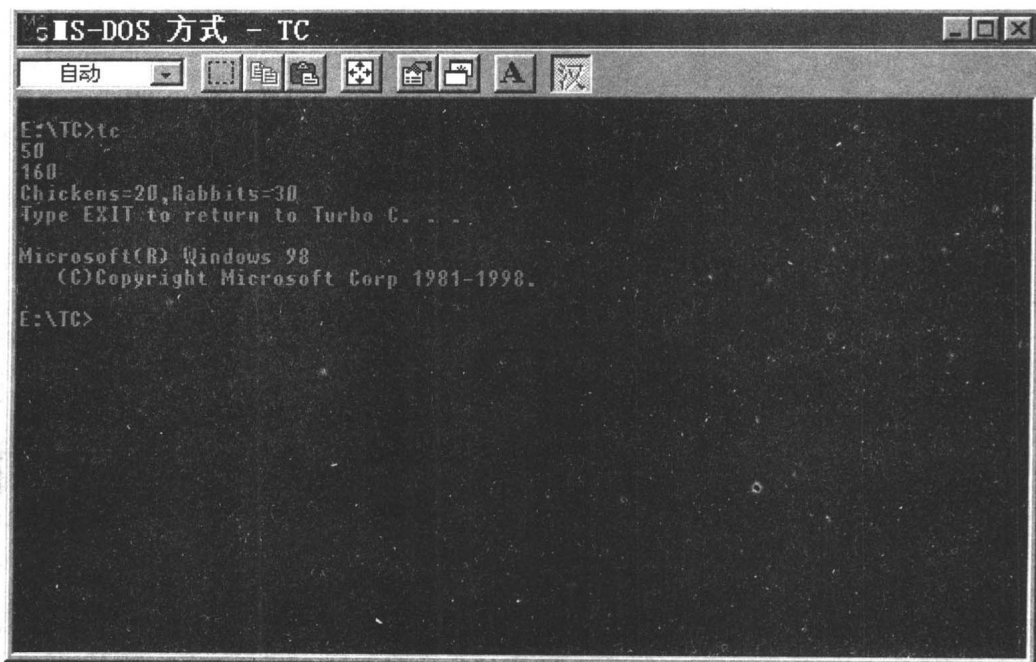 MS-DOS 方式 - TC
自动
A 汉
E:\TC>tc
50
160
Chickens=20,Rabbits=30
Type EXIT to return to Turbo C. . .
Microsoft(R) Windows 98
(C)Copyright Microsoft Corp 1981-1998.
E:\TC>